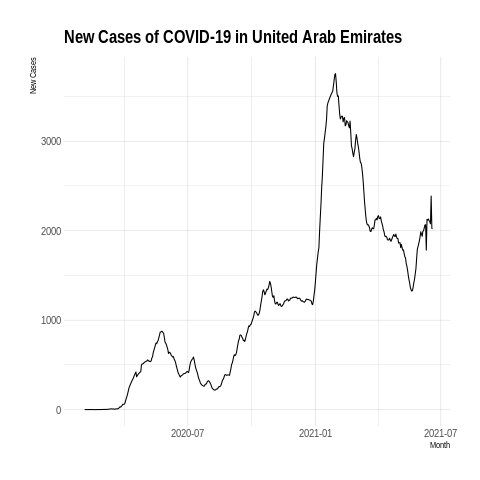 New Cases of COVID-19 in United Arab Emirates
New Cases
3000
2000
1000
0
2020-07
2021-01
2021-07
Month